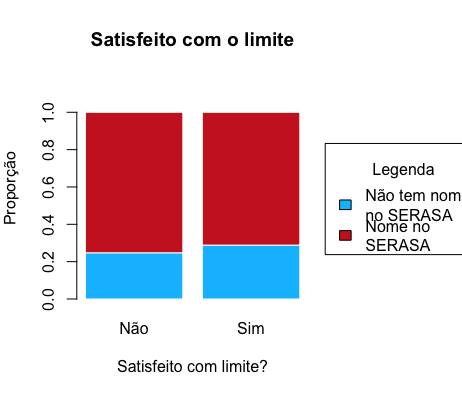 Satisfeito com o limite
Proporção
1.0
0.8
0.6
0.4
0.2
0.0
Não
Sim
Satisfeito com limite?
Legenda
Não tem nom
no SERASA
Nome no
SERASA